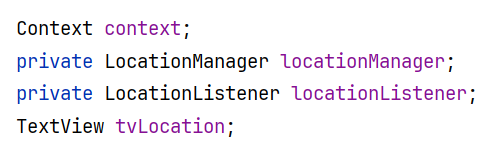 Context context;
private LocationManager locationManager;
private LocationListener locationListener;
TextView tvLocation;